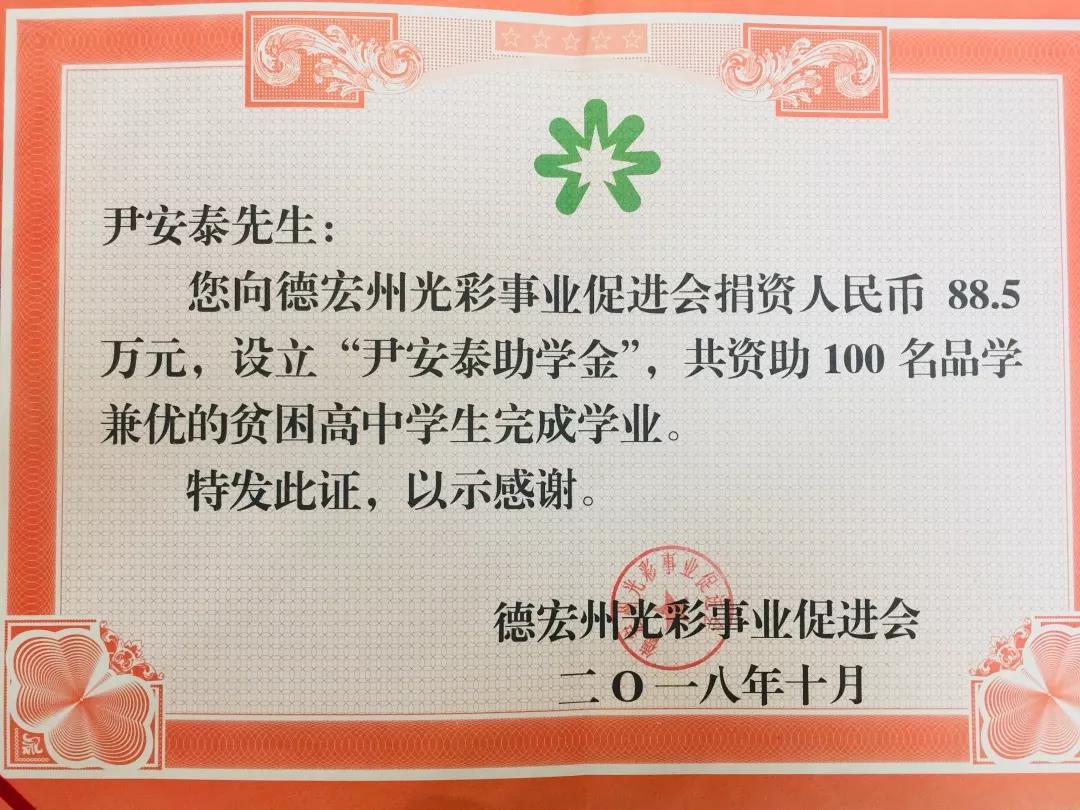 尹安泰先生：
您向德宏州光彩事业促进会捐资人民币 88.5
万元，设立“尹安泰助学金”，共资助 100 名品学
兼优的贫困高中学生完成学业。
特发此证，以示感谢。
德宏州光彩事业促进会
二O一八年十月